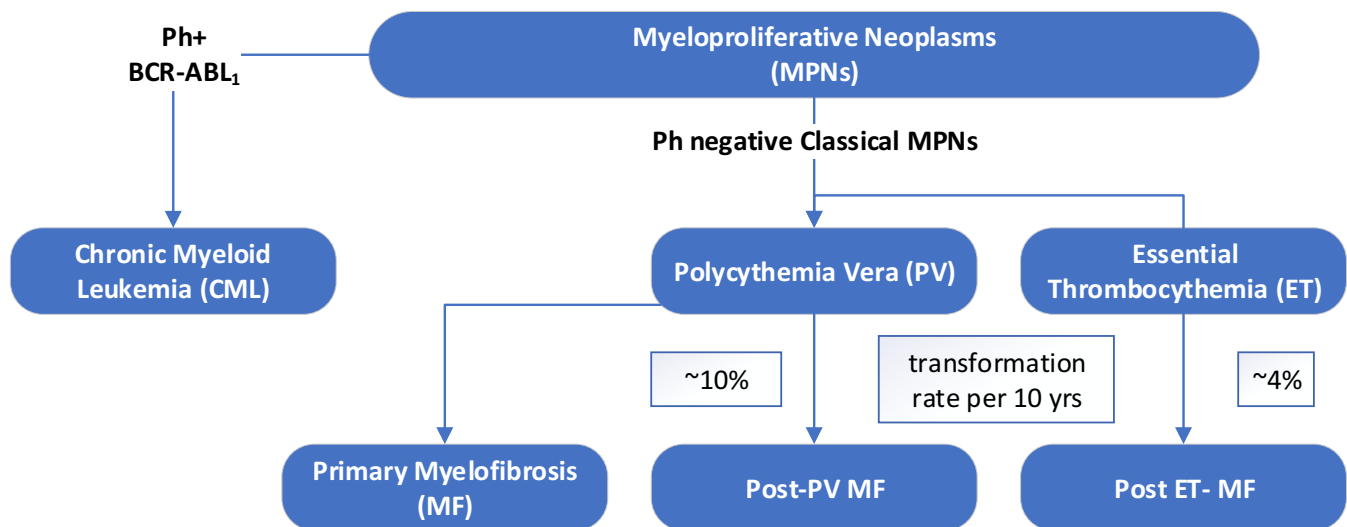 Ph+
BCR-ABL₁
Myeloproliferative Neoplasms
(MPNs)
Ph negative Classical MPNs
Chronic Myeloid
Leukemia (CML)
Polycythemia Vera (PV)
Essential
Thrombocythemia (ET)
~10%
transformation
rate per 10 yrs
~4%
Primary Myelofibrosis
(MF)
Post-PV MF
Post ET- MF